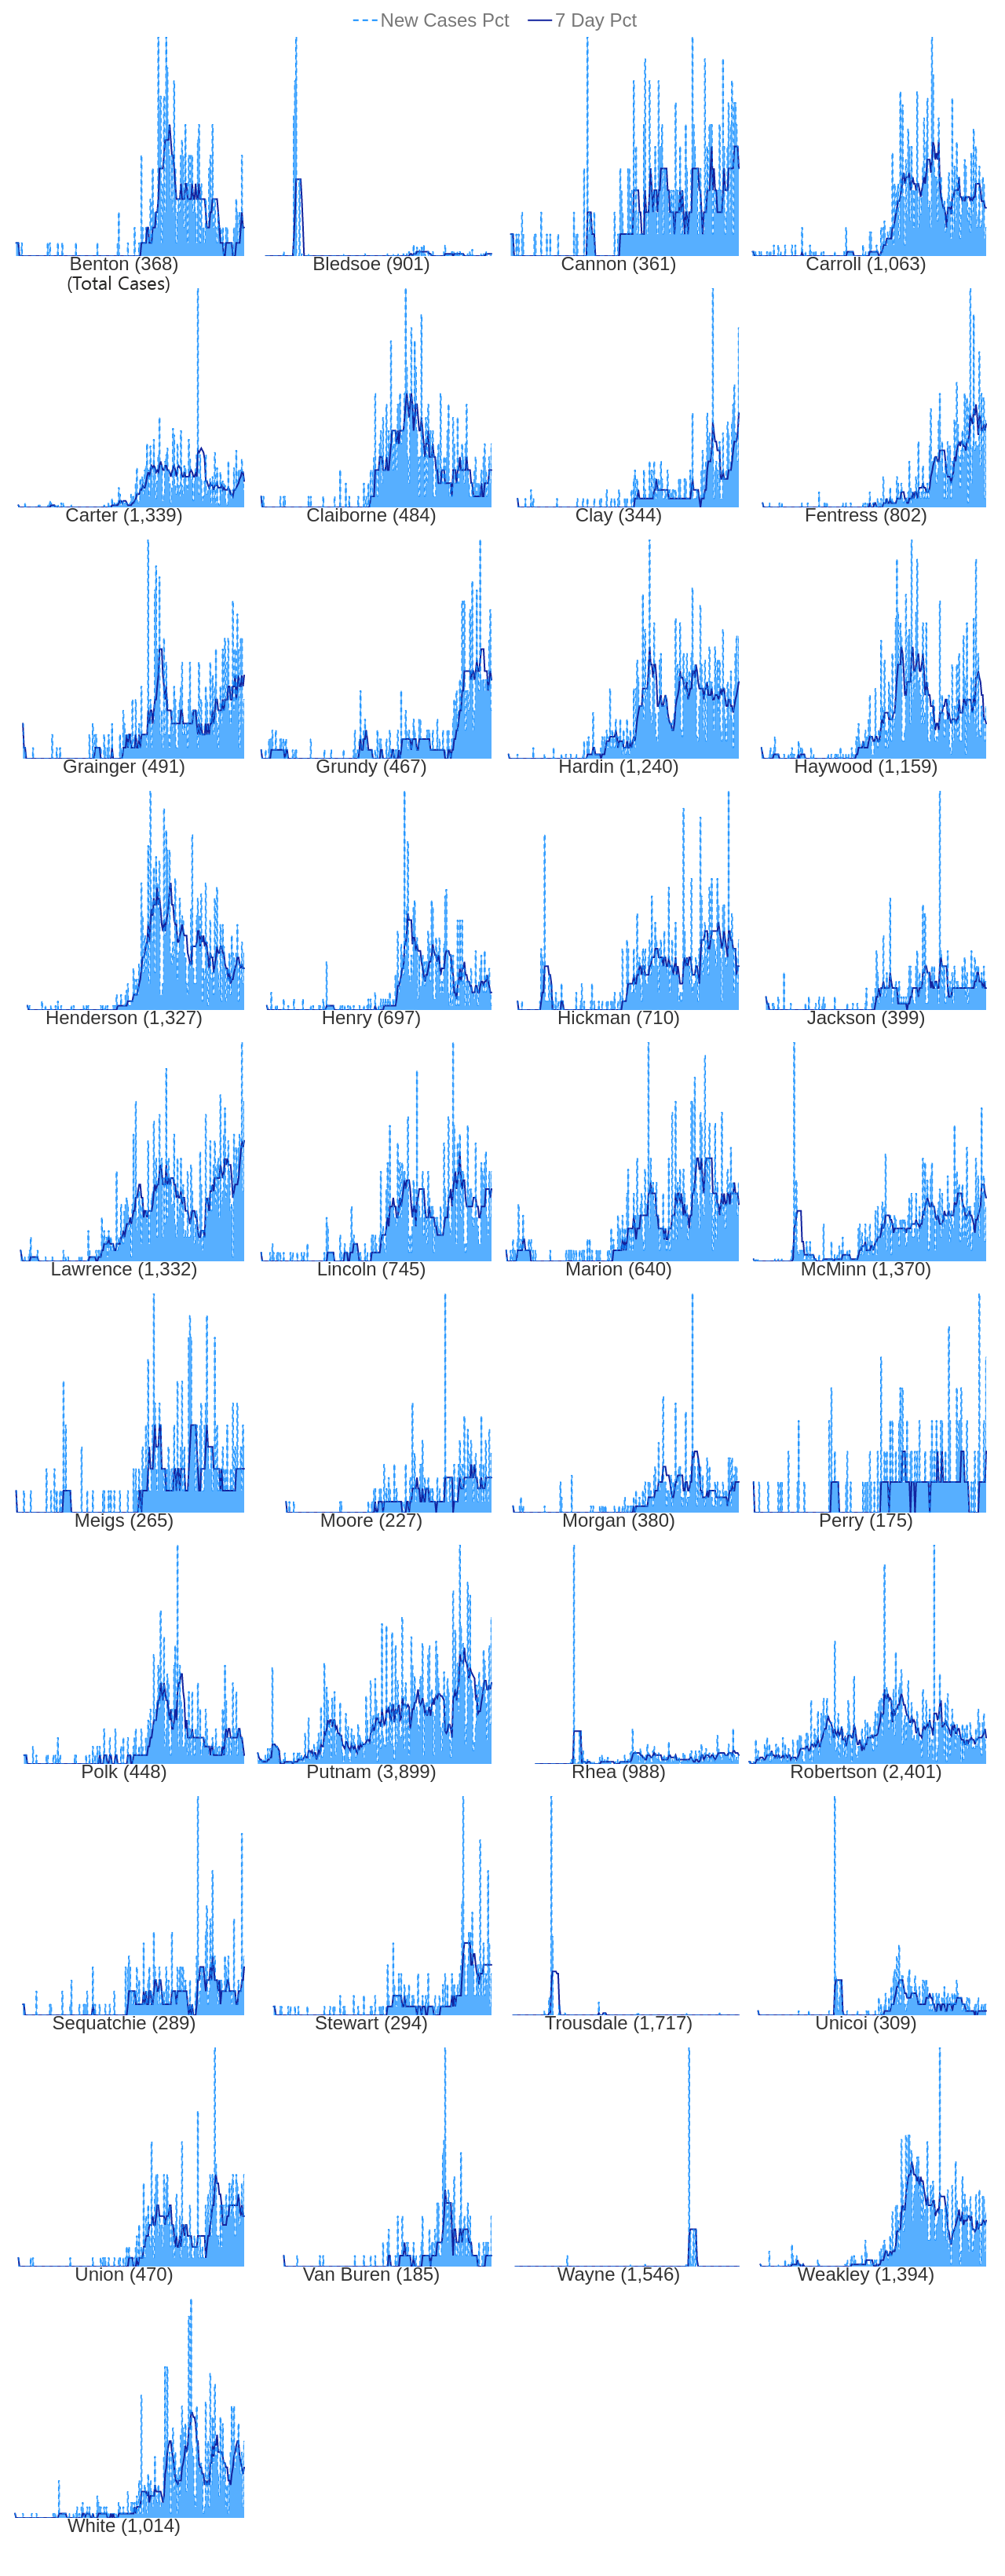 New Cases Pct 7 Day Pct
Benton (368) Bledsoe (901) Cannon (361) Carroll (1,063)
(Total Cases)
Carter (1,339) Claiborne (484) Clay (344) Fentress (802)
Grainger (491) Grundy (467) Hardin (1,240) Haywood (1,159)
Henderson (1,327) Henry (697) Hickman (710) Jackson (399)
Lawrence (1,332) Lincoln (745) Marion (640) McMinn (1,370)
Meigs (265) Moore (227) Morgan (380) Perry (175)
Polk (448) Putnam (3,899) Rhea (988) Robertson (2,401)
Sequatchie (289) Stewart (294) Trousdale (1,717) Unicoi (309)
Union (470) Van Buren (185) Wayne (1,546) Weakley (1,394)
White (1,014)